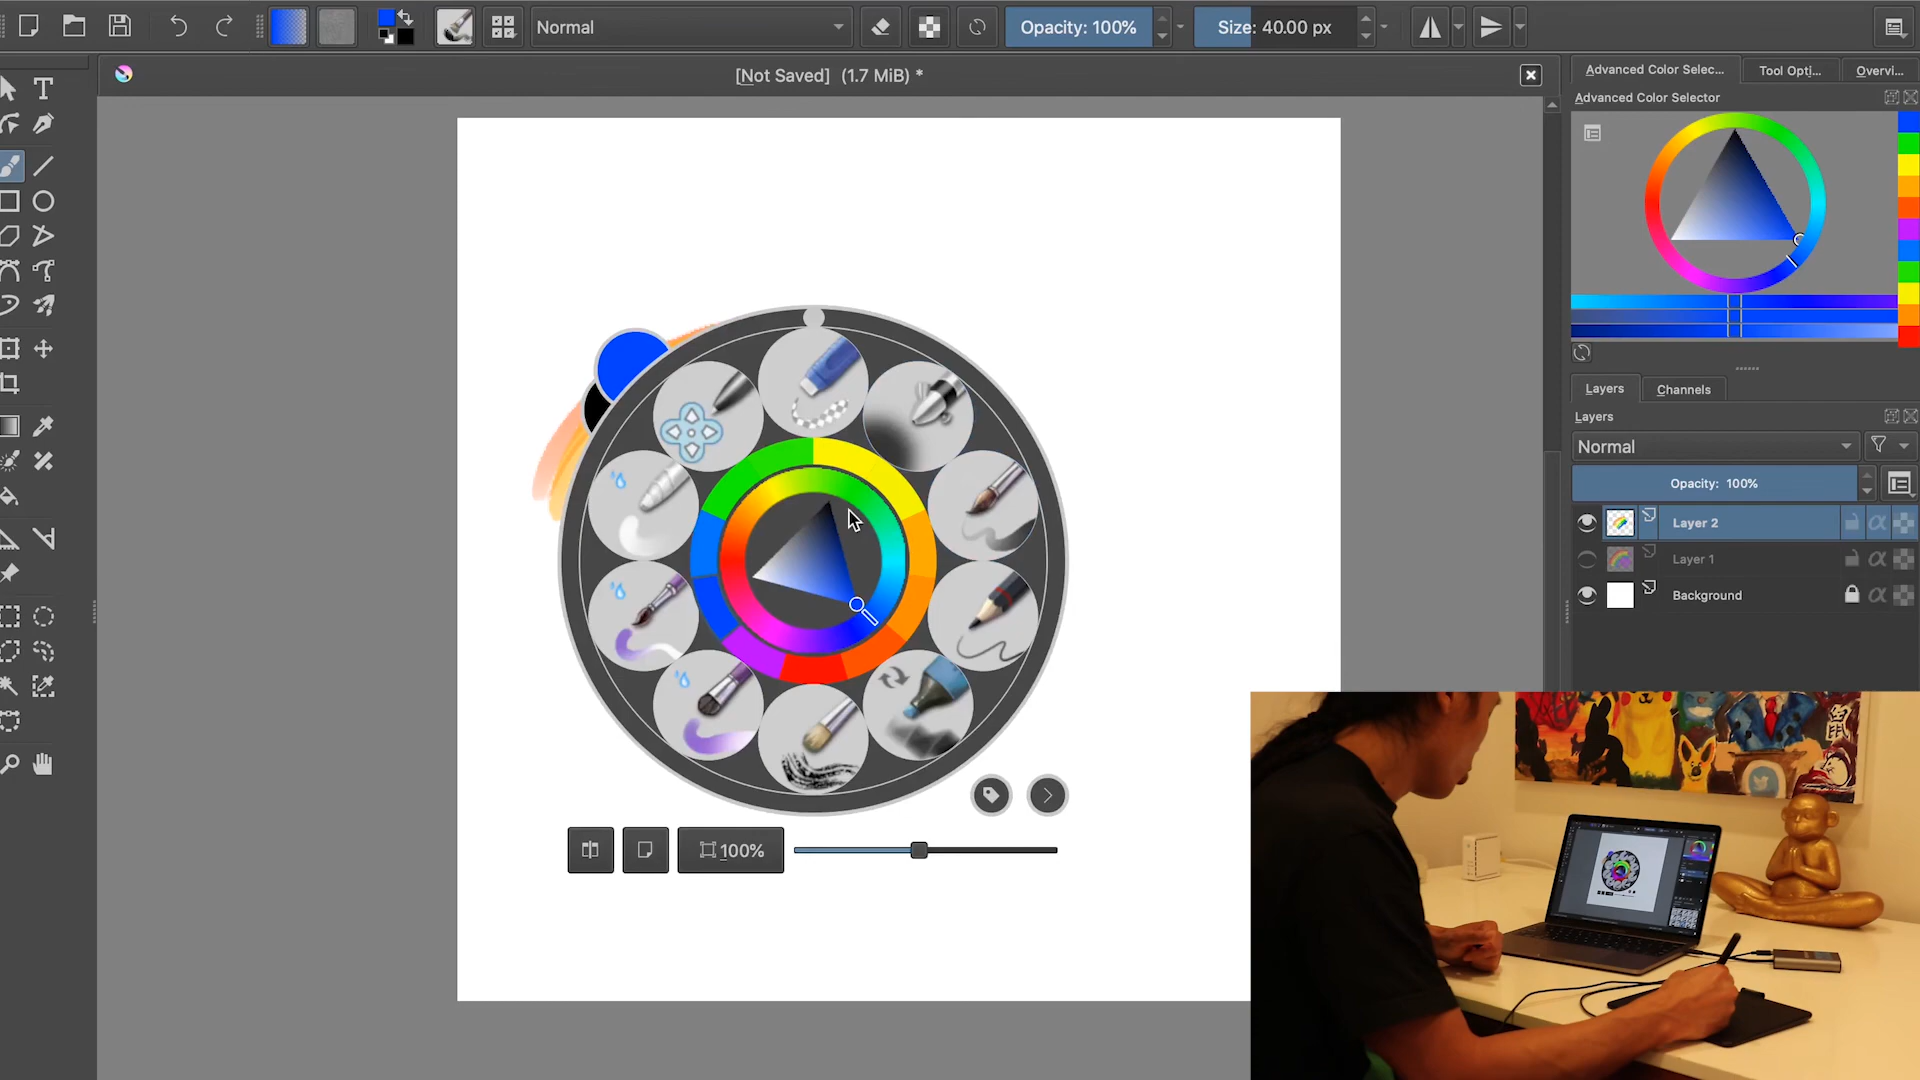 Normal
Opacity: 100%
Size: 40.00 px
[Not Saved] (1.7 MiB) *
Advanced Color Selec...
Tool Opti...
Overvi...
Advanced Color Selector
Layers
Channels
Layers
Normal
Opacity: 100%
Layer 2
Layer 1
Background
100%
鼠